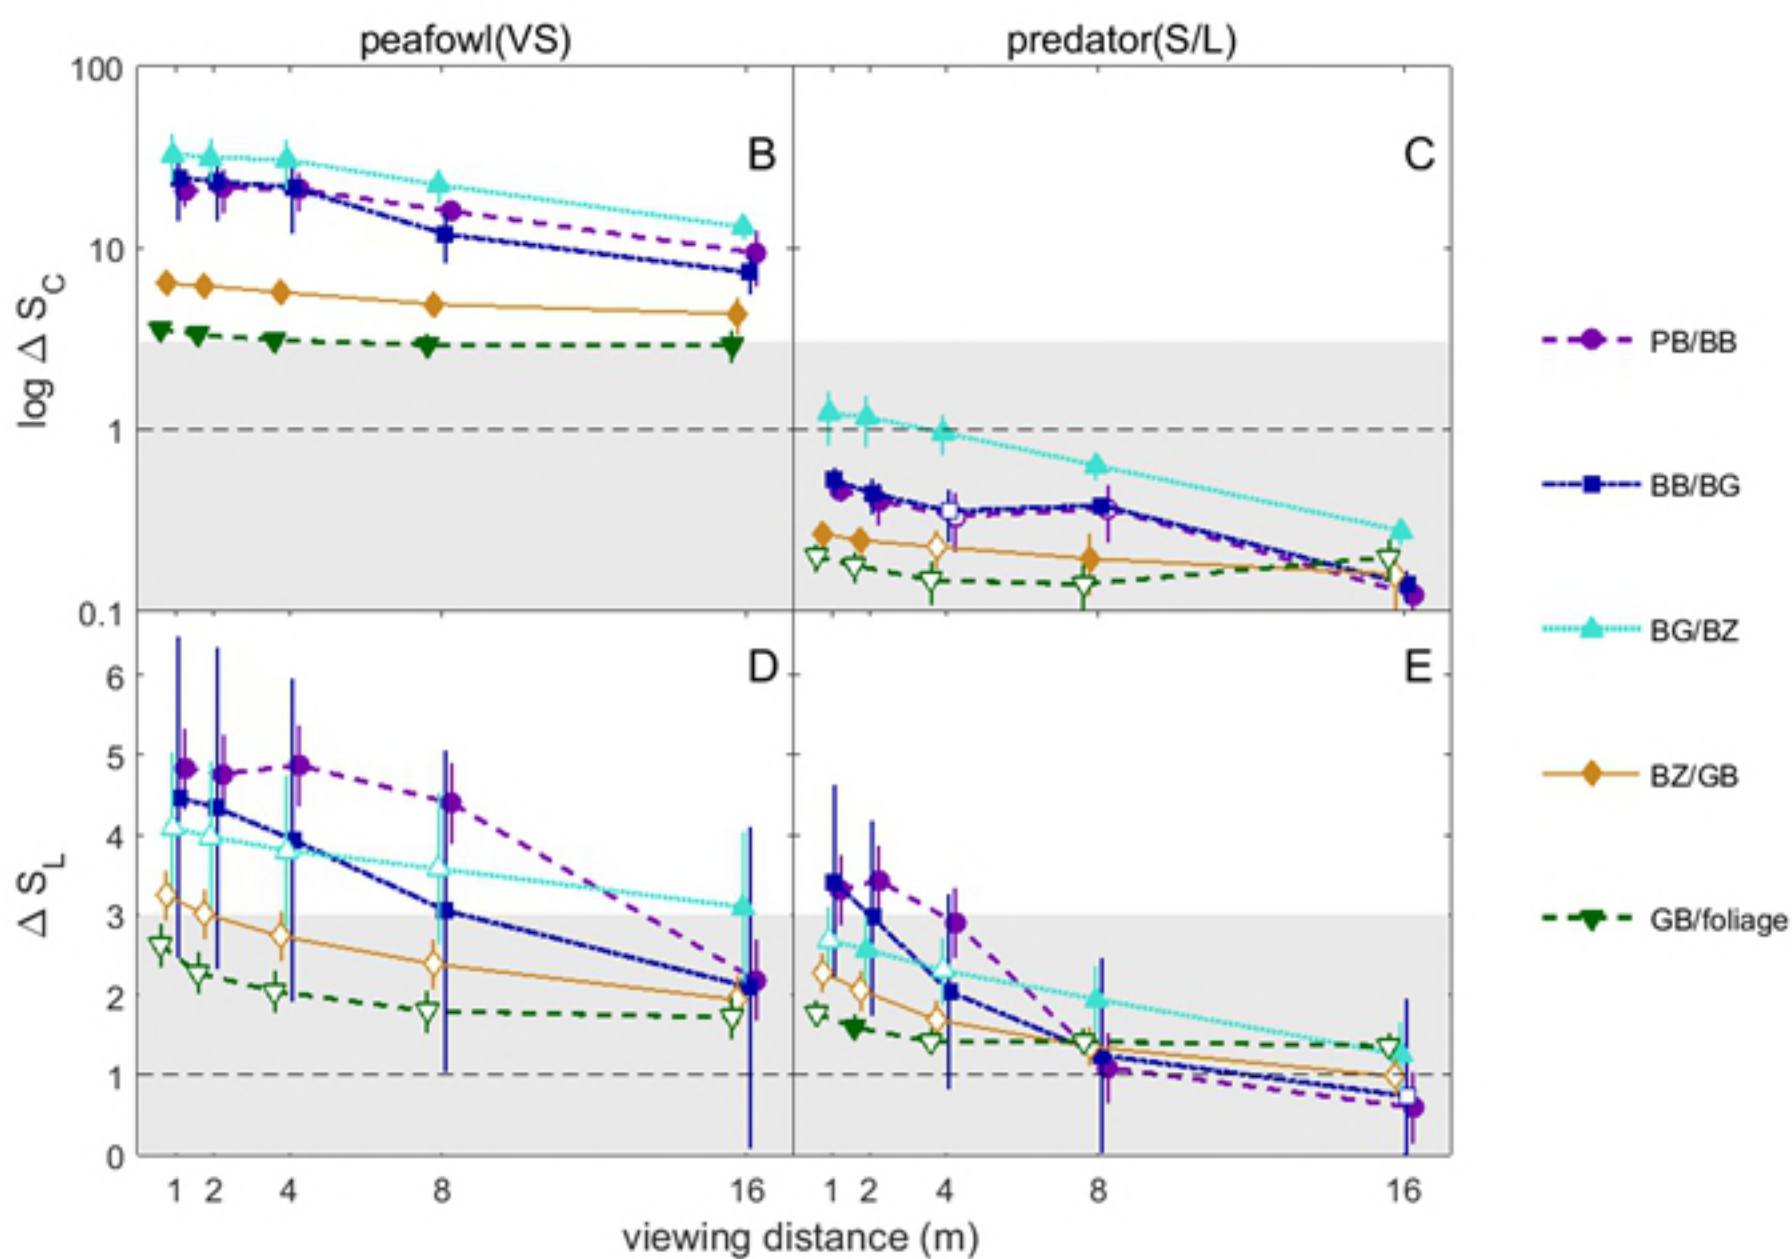 peafowl(VS)
predator(S/L)
100
10
1
0.1
log Δ S_C
B
C
6
5
4
3
2
1
0
Δ S_L
D
E
1 2 4 8 16
1 2 4 8 16
viewing distance (m)
PB/BB
BB/BG
BG/BZ
BZ/GB
GB/foliage